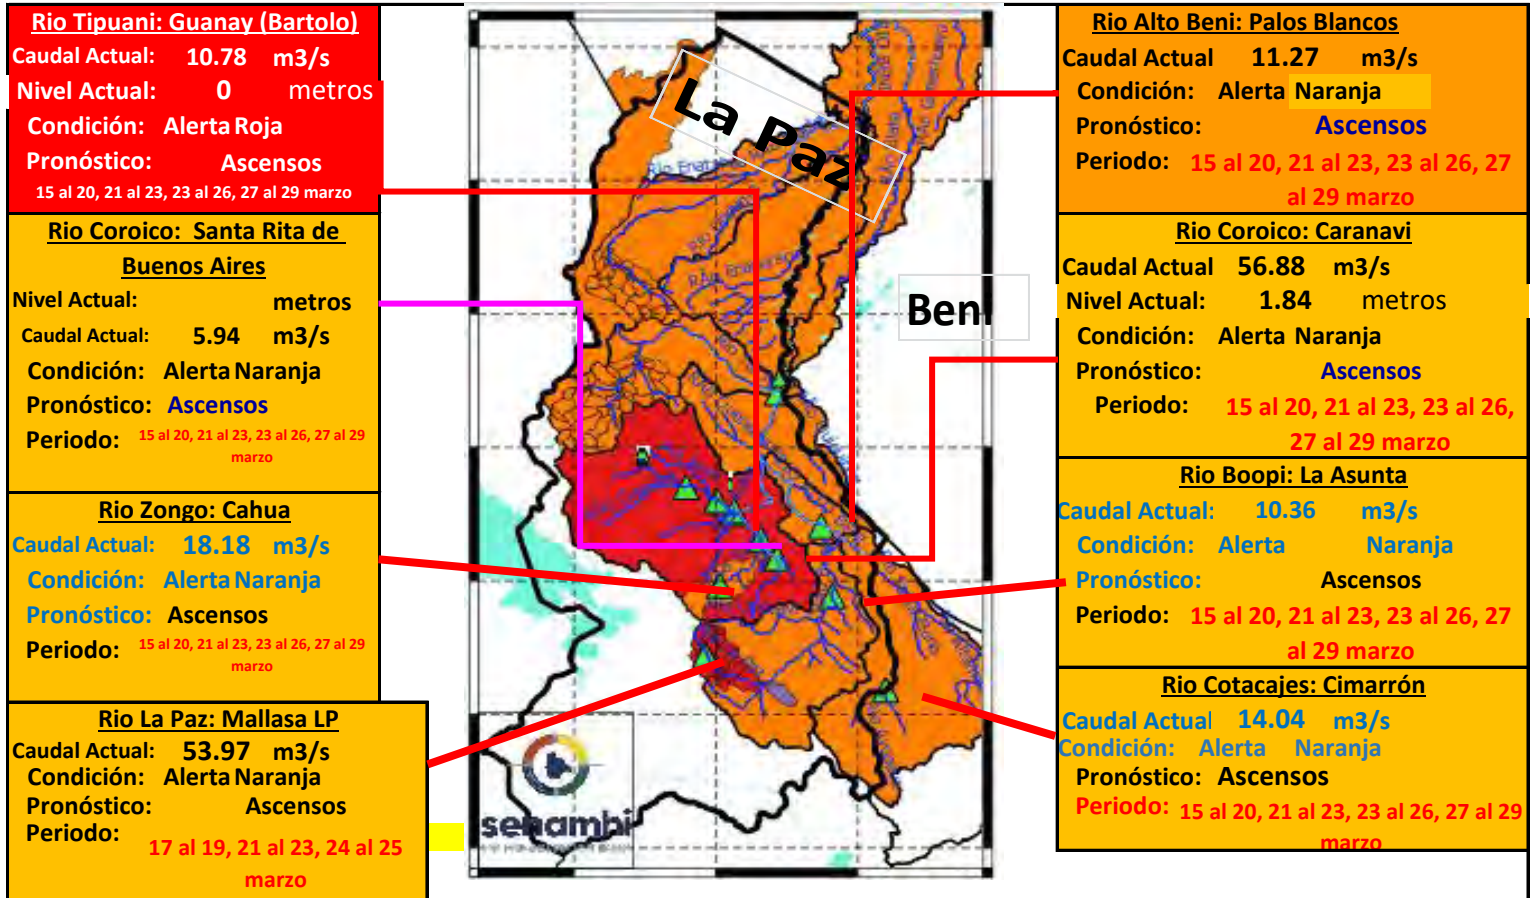 Rio Tipuani: Guanay (Bartolo)
Caudal Actual: 10.78 m3/s
Nivel Actual: 0 metros
Condición: Alerta Roja
Pronóstico: Ascensos
15 al 20, 21 al 23, 23 al 26, 27 al 29 marzo
Rio Coroico: Santa Rita de
Buenos Aires
Nivel Actual: metros
Caudal Actual: 5.94 m3/s
Condición: Alerta Naranja
Pronóstico: Ascensos
Periodo: 15 al 20, 21 al 23, 23 al 26, 27 al 29
marzo
Rio Zongo: Cahua
Caudal Actual: 18.18 m3/s
Condición: Alerta Naranja
Pronóstico: Ascensos
Periodo: 15 al 20, 21 al 23, 23 al 26, 27 al 29
marzo
Rio La Paz: Mallasa LP
Caudal Actual: 53.97 m3/s
Condición: Alerta Naranja
Pronóstico: Ascensos
Periodo:
17 al 19, 21 al 23, 24 al 25
marzo
La Paz
Beni
senamhi
Rio Alto Beni: Palos Blancos
Caudal Actual 11.27 m3/s
Condición: Alerta Naranja
Pronóstico: Ascensos
Periodo: 15 al 20, 21 al 23, 23 al 26, 27
al 29 marzo
Rio Coroico: Caranavi
Caudal Actual 56.88 m3/s
Nivel Actual: 1.84 metros
Condición: Alerta Naranja
Pronóstico: Ascensos
Periodo: 15 al 20, 21 al 23, 23 al 26,
27 al 29 marzo
Rio Boopi: La Asunta
Caudal Actual: 10.36 m3/s
Condición: Alerta Naranja
Pronóstico: Ascensos
Periodo: 15 al 20, 21 al 23, 23 al 26, 27
al 29 marzo
Rio Cotacajes: Cimarrón
Caudal Actual 14.04 m3/s
Condición: Alerta Naranja
Pronóstico: Ascensos
Periodo: 15 al 20, 21 al 23, 23 al 26, 27 al 29
marzo